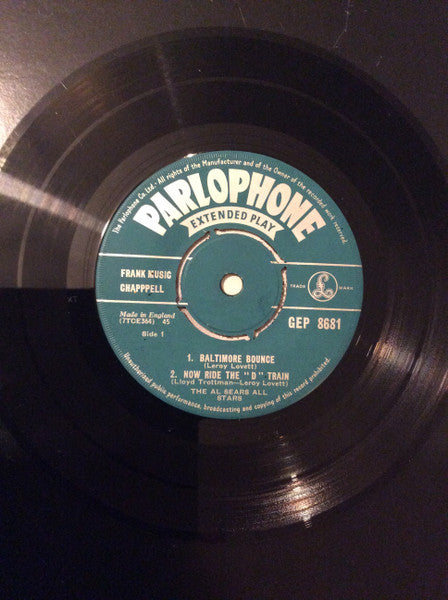 The Parlophone Co. Ltd. All rights of the Manufacturer and of the Owner of the recorded work reserved.
PARLOPHONE
EXTENDED PLAY
FRANK MUSIC
CHAPPPELL
TRADE MARK
£
Made in England
(7TCE364) 45
GEP 8681
Side 1
KT
1. BALTIMORE BOUNCE
(Leroy Lovett)
2. NOW RIDE THE "D" TRAIN
(Lloyd Trottman—Leroy Lovett)
THE AL SEARS ALL
STARS
Unauthorised public performance, broadcasting and copying of this record prohibited.